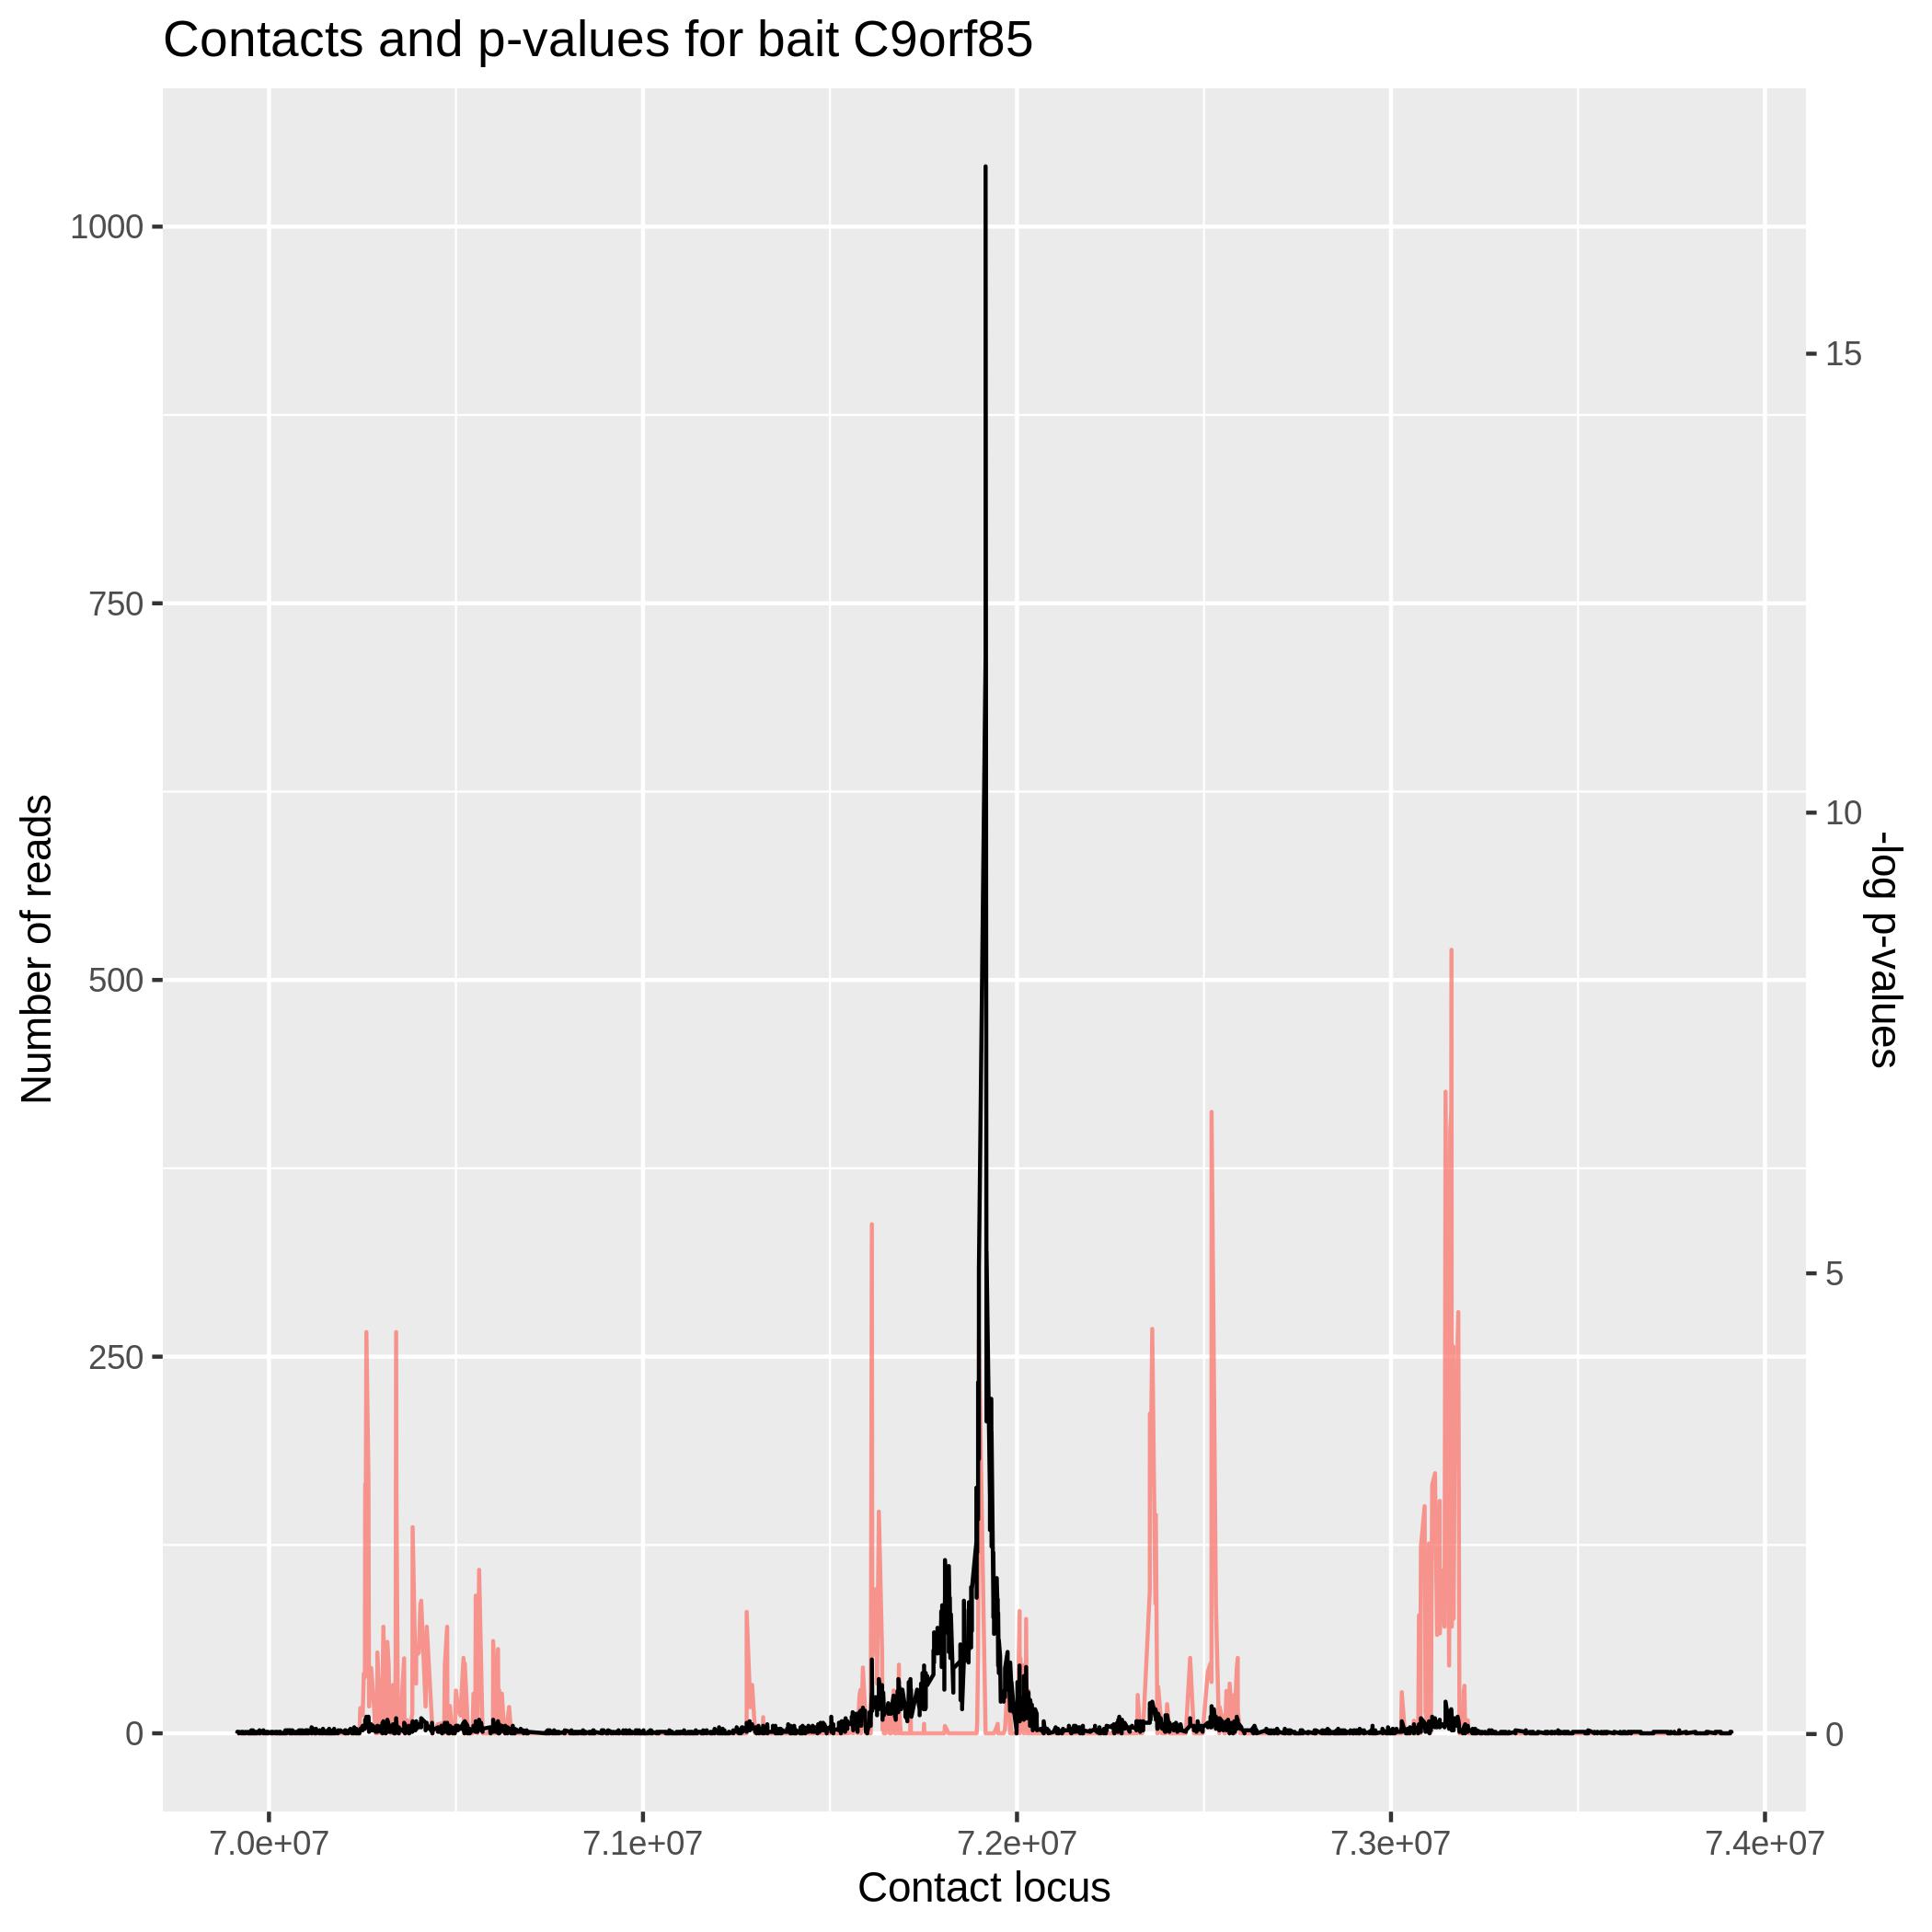 Contacts and p-values for bait C9orf85
1000
750
500
250
0
Number of reads
15
10
5
0
-log p-values
7.0e+07
7.1e+07
7.2e+07
7.3e+07
7.4e+07
Contact locus